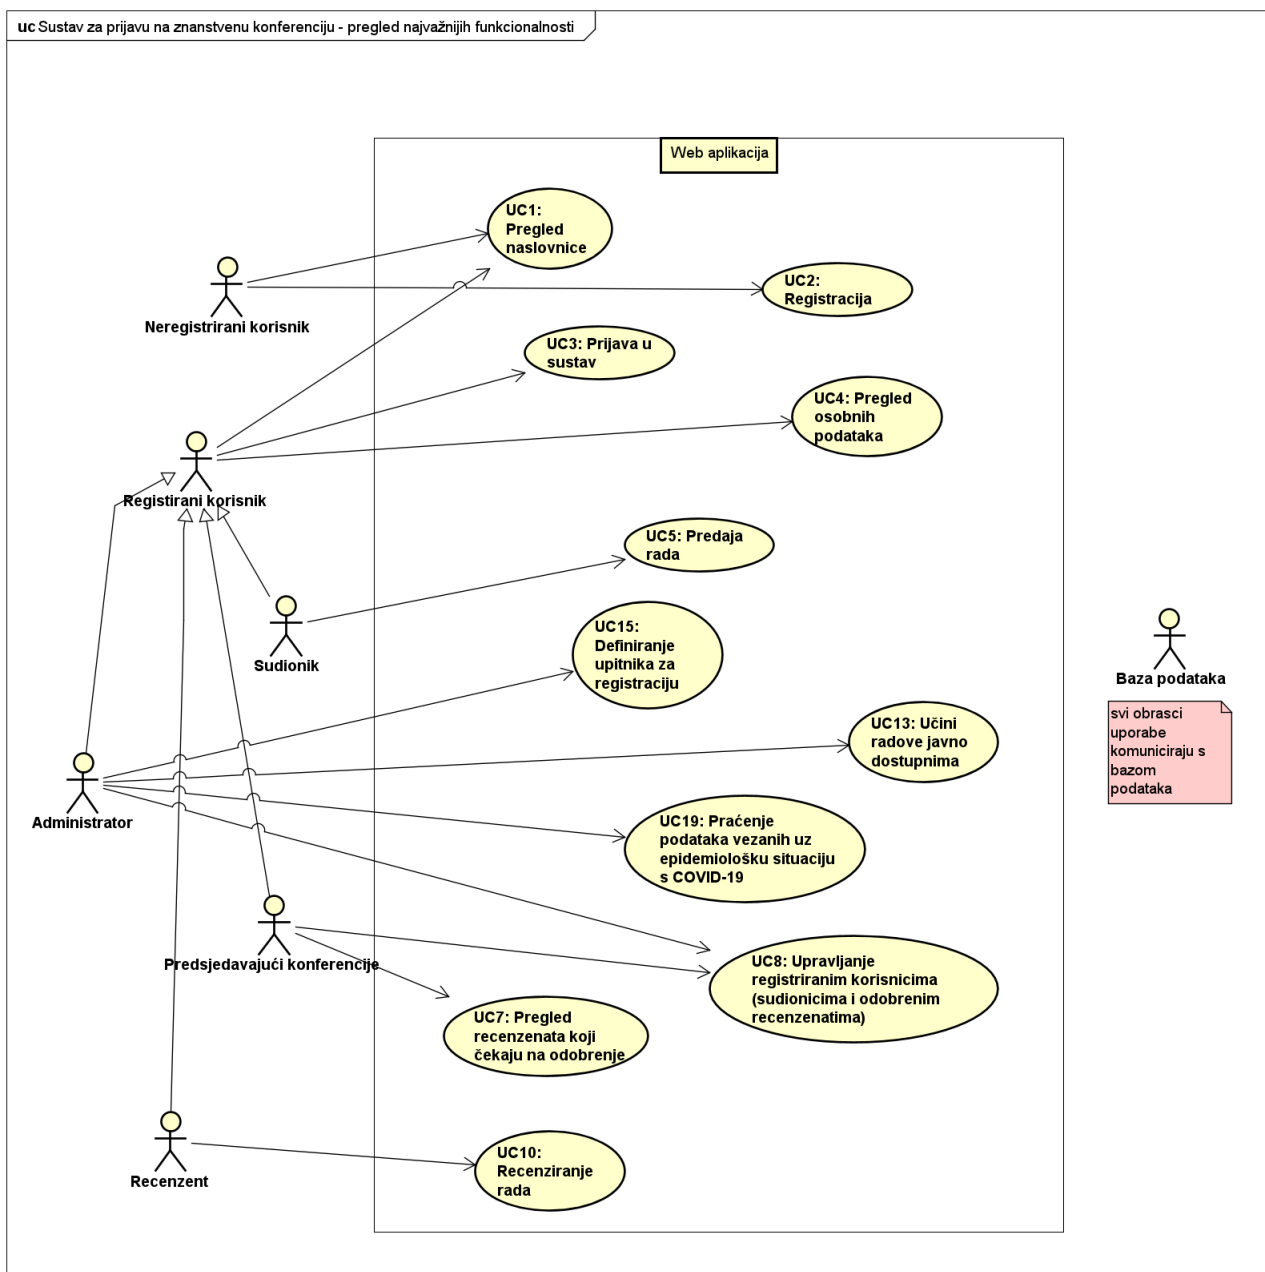 uc Sustav za prijavu na znanstvenu konferenciju - pregled najvažnijih funkcionalnosti
Web aplikacija
UC1:
Pregled
naslovnice
UC2:
Registracija
Neregistrirani korisnik
UC3: Prijava u
sustav
UC4: Pregled
osobnih
podataka
Registirani korisnik
UC5: Predaja
rada
Sudionik
UC15:
Definiranje
upitnika za
registraciju
Baza podataka
svi obrasci
uporabe
komuniciraju s
bazom
podataka
UC13: Učini
radove javno
dostupnima
Administrator
UC19: Praćenje
podataka vezanih uz
epidemiološku situaciju
s COVID-19
Predsjedavajući konferencije
UC8: Upravljanje
registriranim korisnicima
(sudionicima i odobrenim
recenzenatima)
UC7: Pregled
recenzenata koji
čekaju na odobrenje
Recenzent
UC10:
Recenziranje
rada